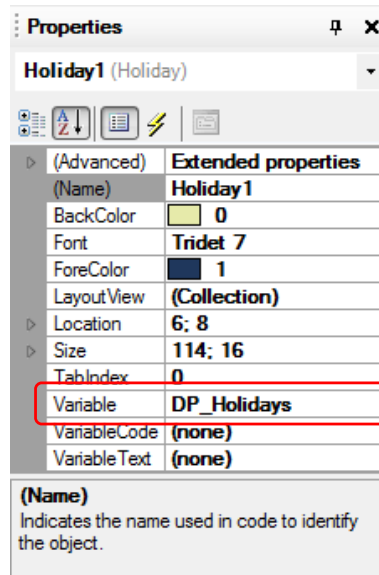 Properties
Holiday1 (Holiday)
(Advanced) Extended properties
(Name) Holiday1
BackColor 0
Font Tridet 7
ForeColor 1
LayoutView (Collection)
Location 6; 8
Size 114; 16
TabIndex 0
Variable DP_Holidays
VariableCode (none)
VariableText (none)
(Name)
Indicates the name used in code to identify
the object.